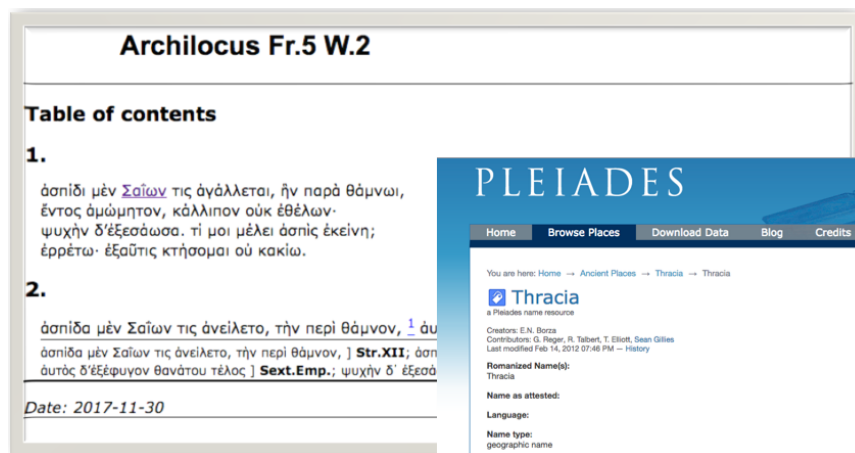 Archilocus Fr.5 W.2
Table of contents
1.
ἀσπίδι μὲν Σαΐων τις ἀγάλλεται, ἣν παρὰ θάμνωι,
ἔντος ἀμώμητον, κάλλιπον οὐκ ἐθέλων·
ψυχὴν δ'ἐξεσάωσα. τί μοι μέλει ἀσπὶς ἐκείνη;
ἐρρέτω· ἐξαῦτις κτήσομαι οὐ κακίω.
2.
ἀσπίδα μὲν Σαΐων τις ἀνείλετο, τὴν περὶ θάμνον, 1 αὐ
ἀσπίδα μὲν Σαΐων τις ἀνείλετο, τὴν περὶ θάμνον, ] Str.XII; ἀσπ
αὐτὸς δ'ἐξέφυγον θανάτου τέλος ] Sext.Emp.; ψυχὴν δ' ἐξεσά
Date: 2017-11-30
PLEIADES
Home Browse Places Download Data Blog Credits
You are here: Home → Ancient Places → Thracia → Thracia
Thracia
a Pleiades name resource
Creators: E.N. Borza
Contributors: G. Reger, R. Talbert, T. Elliott, Sean Gillies
Last modified Feb 14, 2012 07:46 PM — History
Romanized Name(s):
Thracia
Name as attested:
Language:
Name type:
geographic name